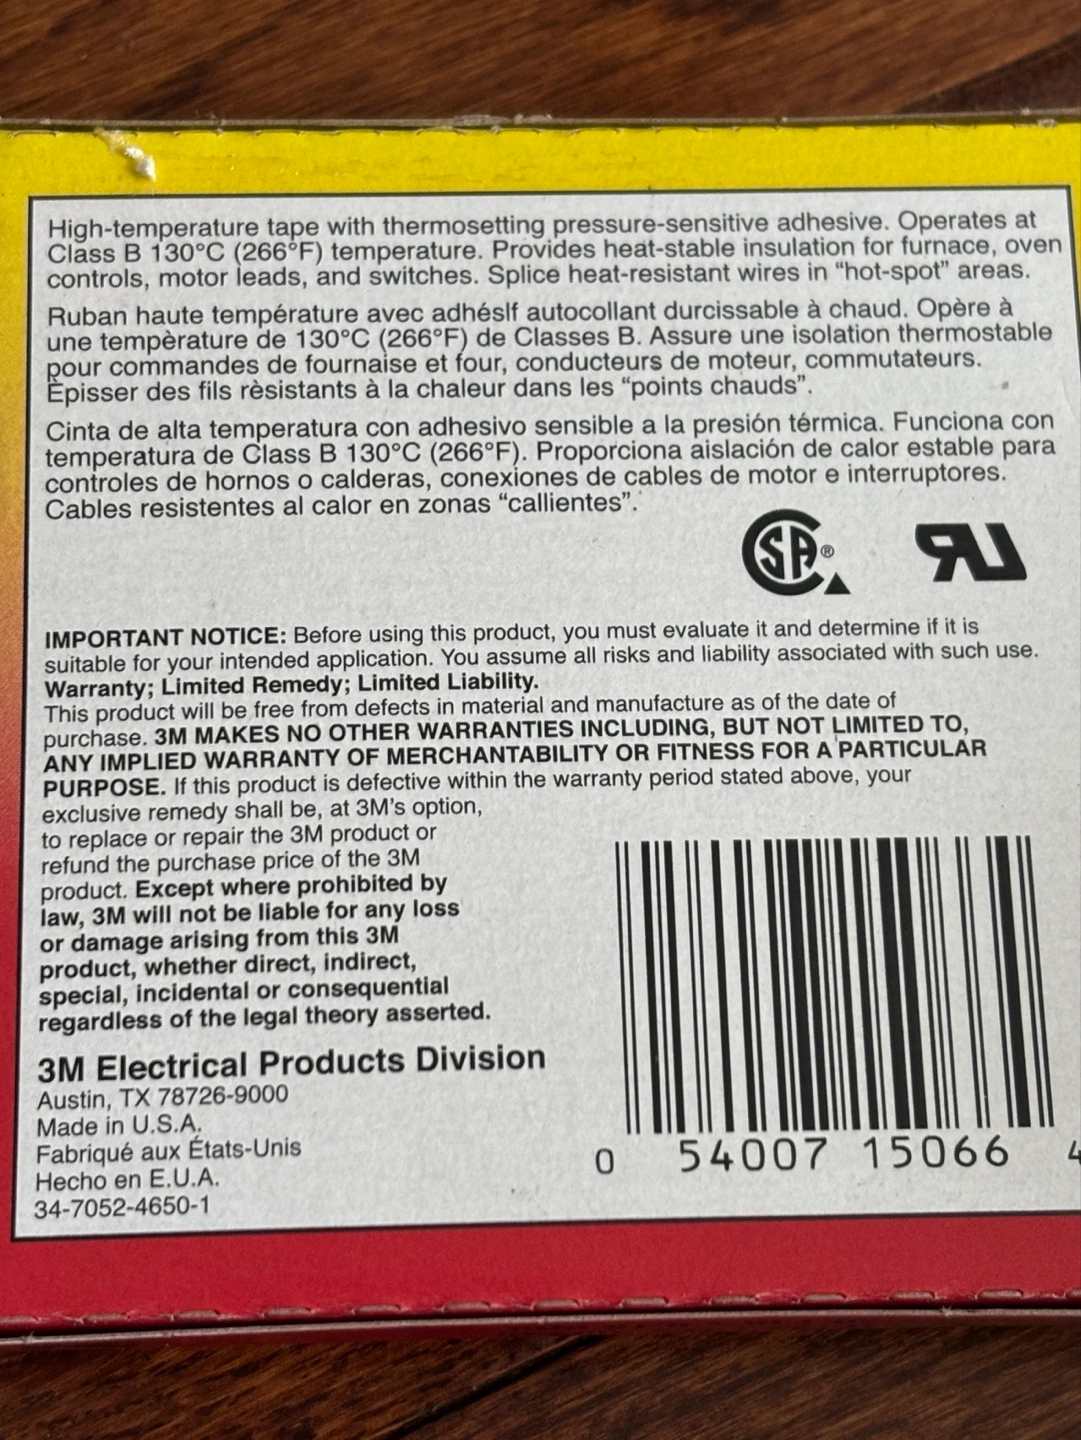 High-temperature tape with thermosetting pressure-sensitive adhesive. Operates at
Class B 130°C (266°F) temperature. Provides heat-stable insulation for furnace, oven
controls, motor leads, and switches. Splice heat-resistant wires in “hot-spot” areas.
Ruban haute température avec adhéslf autocollant durcissable à chaud. Opère à
une tempèrature de 130°C (266°F) de Classes B. Assure une isolation thermostable
pour commandes de fournaise et four, conducteurs de moteur, commutateurs.
Èpisser des fils rèsistants à la chaleur dans les “points chauds”.
Cinta de alta temperatura con adhesivo sensible a la presión térmica. Funciona con
temperatura de Class B 130°C (266°F). Proporciona aislación de calor estable para
controles de hornos o calderas, conexiones de cables de motor e interruptores.
Cables resistentes al calor en zonas “callientes”.
SA® RU
IMPORTANT NOTICE: Before using this product, you must evaluate it and determine if it is
suitable for your intended application. You assume all risks and liability associated with such use.
Warranty; Limited Remedy; Limited Liability.
This product will be free from defects in material and manufacture as of the date of
purchase. 3M MAKES NO OTHER WARRANTIES INCLUDING, BUT NOT LIMITED TO,
ANY IMPLIED WARRANTY OF MERCHANTABILITY OR FITNESS FOR A PARTICULAR
PURPOSE. If this product is defective within the warranty period stated above, your
exclusive remedy shall be, at 3M’s option,
to replace or repair the 3M product or
refund the purchase price of the 3M
product. Except where prohibited by
law, 3M will not be liable for any loss
or damage arising from this 3M
product, whether direct, indirect,
special, incidental or consequential
regardless of the legal theory asserted.
3M Electrical Products Division
Austin, TX 78726-9000
Made in U.S.A.
Fabriqué aux États-Unis
Hecho en E.U.A.
34-7052-4650-1
0 54007 15066 4